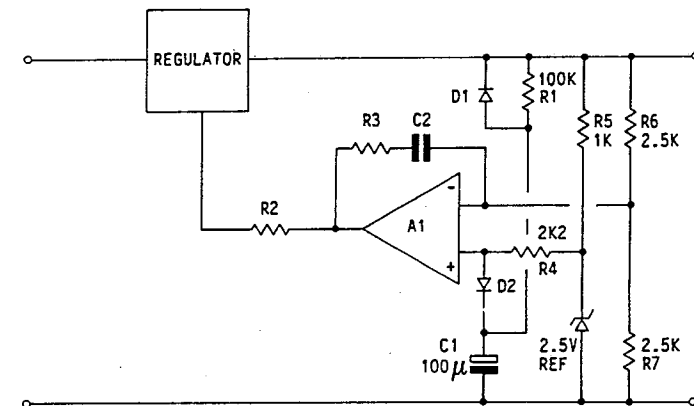 REGULATOR
100K
R1
D1
R5
1K
R6
2.5K
R3
C2
R2
A1
-
+
2K2
R4
D2
C1
100µ
2.5V
REF
2.5K
R7